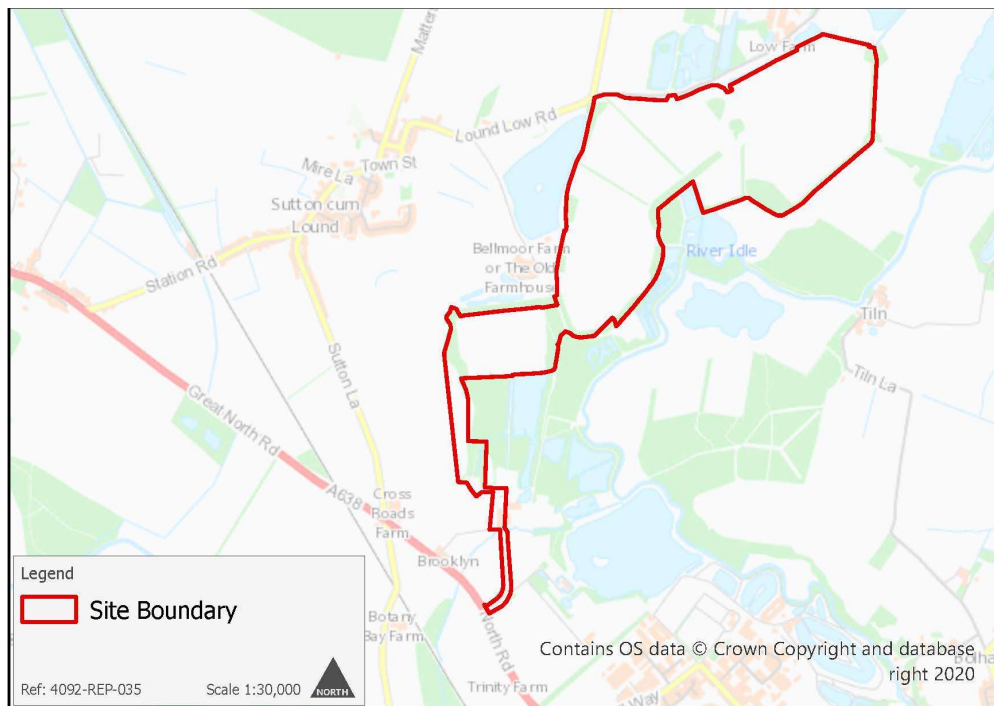 Low Farm
Matter
Lound Low Rd
Town St
Mire La
Sutton cum
Lound
Station Rd
Bellmoor Farm
or The Old
Farmhouse
River Idle
Tiln
Tiln La
Sutton La
Great North Rd
A638
Cross
Roads
Farm
Brooklyn
Botany
Bay Farm
North Rd
Trinity Farm
Way
Bolha
Legend
Site Boundary
Ref: 4092-REP-035
Scale 1:30,000
NORTH
Contains OS data © Crown Copyright and database
right 2020